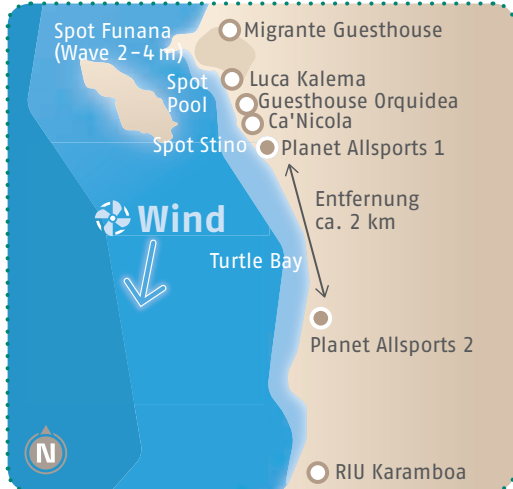 Spot Funana
(Wave 2–4 m)
Migrante Guesthouse
Spot
Pool
Luca Kalema
Guesthouse Orquidea
Ca'Nicola
Spot Stino
Planet Allsports 1
Entfernung
ca. 2 km
Wind
Turtle Bay
Planet Allsports 2
N
RIU Karamboa